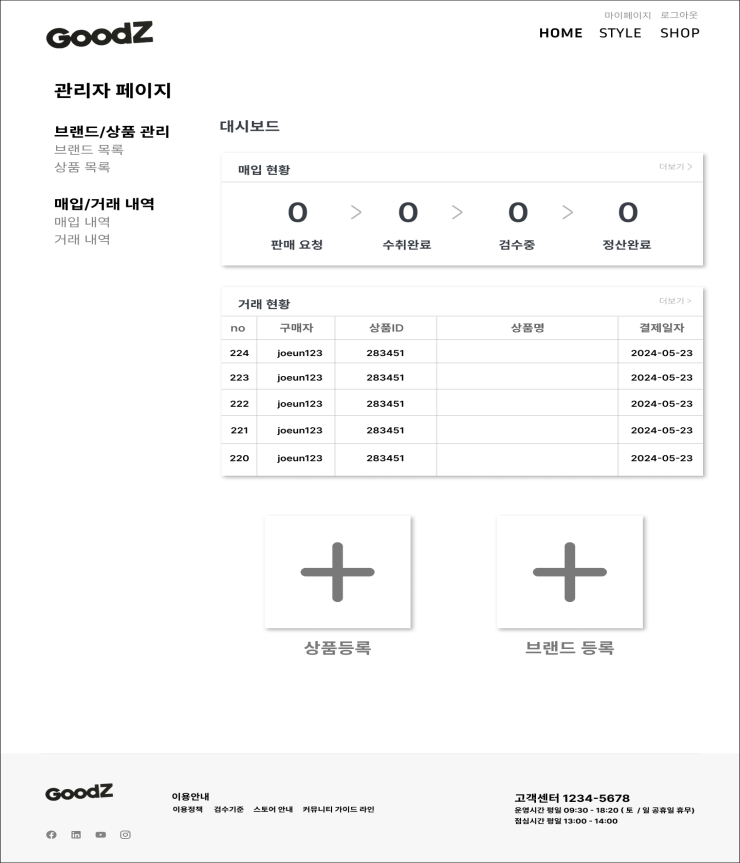 마이페이지 로그아웃
GOODZ
HOME STYLE SHOP
관리자 페이지
브랜드/상품 관리
브랜드 목록
상품 목록
매입/거래 내역
매입 내역
거래 내역
대시보드
매입 현황 더보기 >
0 > 0 > 0 > 0
판매 요청 수취완료 검수중 정산완료
거래 현황 더보기 >
no 구매자 상품ID 상품명 결제일자
224 joeun123 283451 2024-05-23
223 joeun123 283451 2024-05-23
222 joeun123 283451 2024-05-23
221 joeun123 283451 2024-05-23
220 joeun123 283451 2024-05-23
상품등록 브랜드 등록
GOODZ
이용안내
이용정책 검수기준 스토어 안내 커뮤니티 가이드 라인
고객센터 1234-5678
운영시간 평일 09:30 - 18:20 ( 토 / 일 공휴일 휴무)
점심시간 평일 13:00 - 14:00